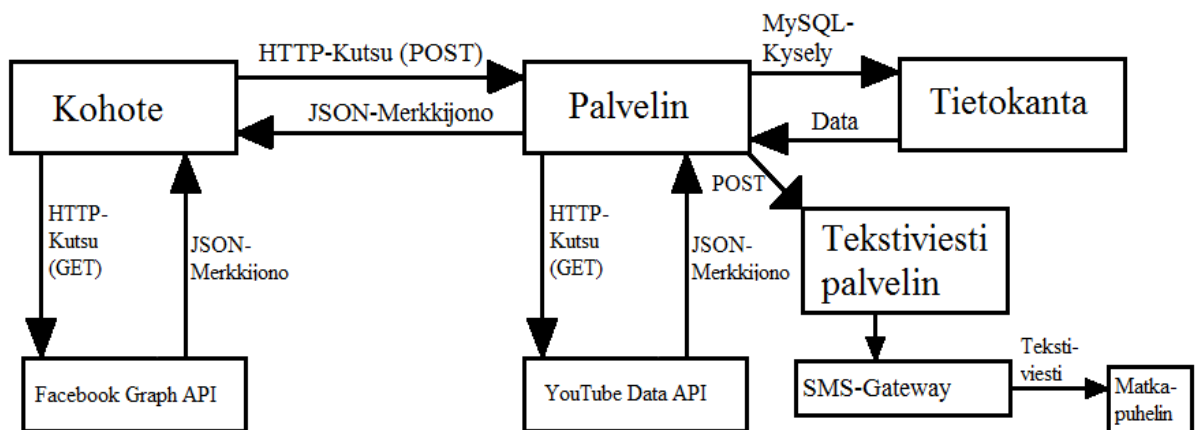 MySQL-
Kysely
HTTP-Kutsu (POST)
Kohote
Palvelin
Tietokanta
JSON-Merkkijono
Data
POST
HTTP-
Kutsu
(GET)
JSON-
Merkkijono
HTTP-
Kutsu
(GET)
JSON-
Merkkijono
Tekstiviesti
palvelin
Facebook Graph API
YouTube Data API
SMS-Gateway
Teksti-
viesti
Matka-
puhelin